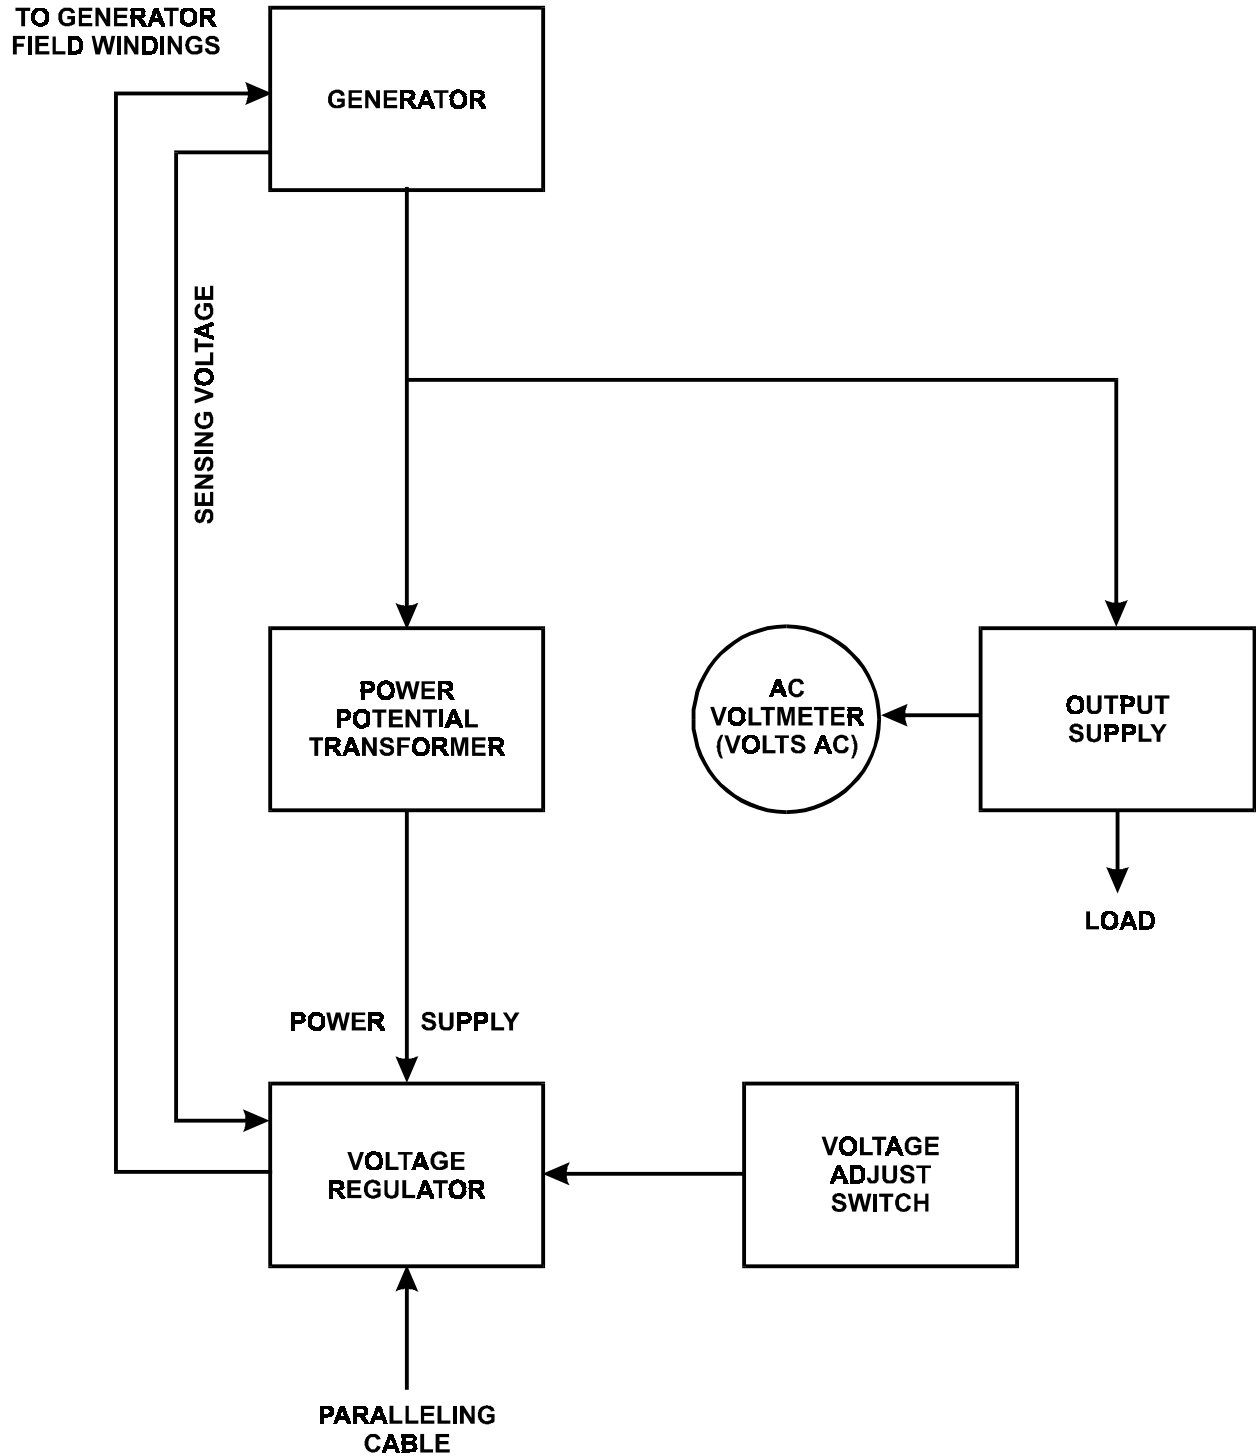 TO GENERATOR
FIELD WINDINGS
GENERATOR
SENSING VOLTAGE
POWER
POTENTIAL
TRANSFORMER
AC
VOLTMETER
(VOLTS AC)
OUTPUT
SUPPLY
LOAD
POWER SUPPLY
VOLTAGE
REGULATOR
VOLTAGE
ADJUST
SWITCH
PARALLELING
CABLE